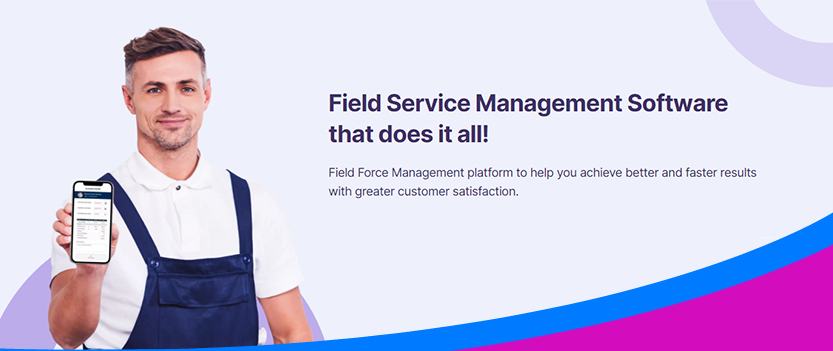 Field Service Management Software
that does it all!
Field Force Management platform to help you achieve better and faster results
with greater customer satisfaction.